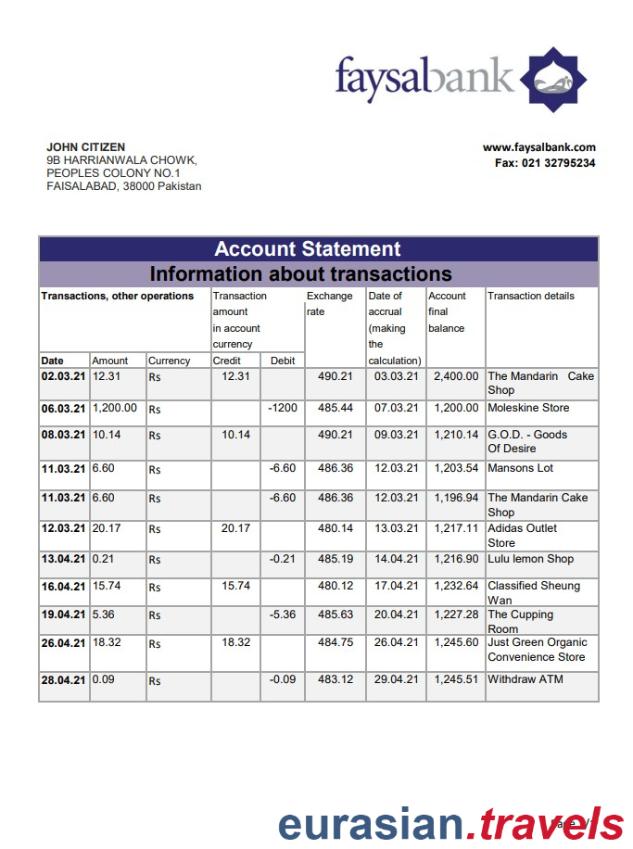 faysalbank
JOHN CITIZEN
9B HARRIANWALA CHOWK,
PEOPLES COLONY NO.1
FAISALABAD, 38000 Pakistan
www.faysalbank.com
Fax: 021 32795234
Account Statement
Information about transactions
Transactions, other operations Transaction amount in account currency Exchange rate Date of accrual (making the calculation) Account final balance Transaction details
Date Amount Currency Credit Debit
02.03.21 12.31 Rs 12.31 490.21 03.03.21 2,400.00 The Mandarin Cake
Shop
06.03.21 1,200.00 Rs -1200 485.44 07.03.21 1,200.00 Moleskine Store
08.03.21 10.14 Rs 10.14 490.21 09.03.21 1,210.14 G.O.D. - Goods
Of Desire
11.03.21 6.60 Rs -6.60 486.36 12.03.21 1,203.54 Mansons Lot
11.03.21 6.60 Rs -6.60 486.36 12.03.21 1,196.94 The Mandarin Cake
Shop
12.03.21 20.17 Rs 20.17 480.14 13.03.21 1,217.11 Adidas Outlet
Store
13.04.21 0.21 Rs -0.21 485.19 14.04.21 1,216.90 Lulu lemon Shop
16.04.21 15.74 Rs 15.74 480.12 17.04.21 1,232.64 Classified Sheung
Wan
19.04.21 5.36 Rs -5.36 485.63 20.04.21 1,227.28 The Cupping
Room
26.04.21 18.32 Rs 18.32 484.75 26.04.21 1,245.60 Just Green Organic
Convenience Store
28.04.21 0.09 Rs -0.09 483.12 29.04.21 1,245.51 Withdraw ATM
eurasian.travels